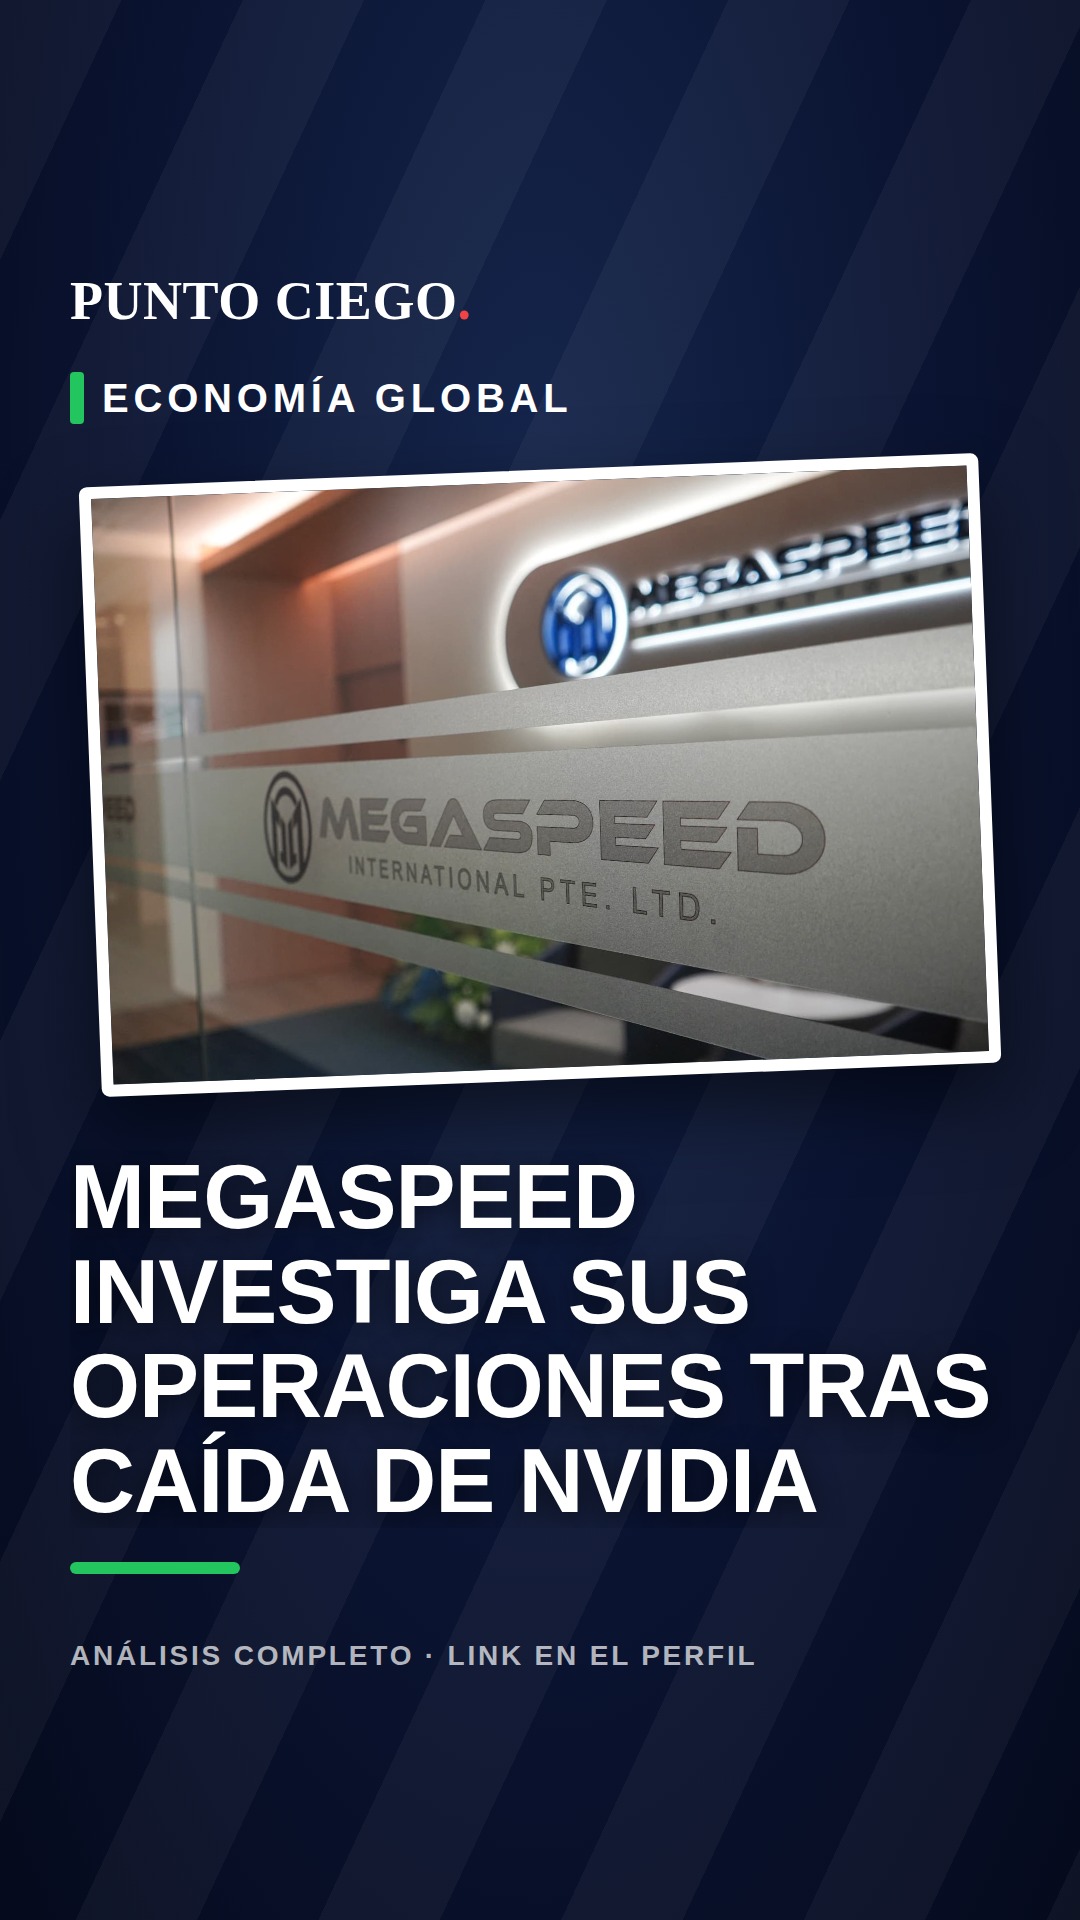 PUNTO CIEGO.
ECONOMÍA GLOBAL
MEGASPEED
INTERNATIONAL PTE. LTD.
MEGASPEED
INVESTIGA SUS
OPERACIONES TRAS
CAÍDA DE NVIDIA
ANÁLISIS COMPLETO · LINK EN EL PERFIL